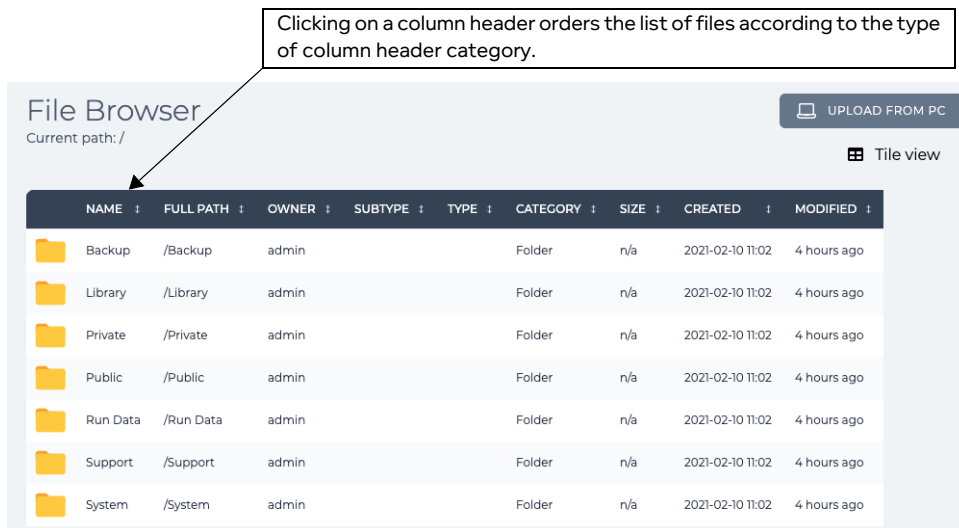 Clicking on a column header orders the list of files according to the type
of column header category.
File Browser
Current path: /
UPLOAD FROM PC
Tile view
NAME FULL PATH OWNER SUBTYPE TYPE CATEGORY SIZE CREATED MODIFIED
Backup /Backup admin Folder n/a 2021-02-10 11:02 4 hours ago
Library /Library admin Folder n/a 2021-02-10 11:02 4 hours ago
Private /Private admin Folder n/a 2021-02-10 11:02 4 hours ago
Public /Public admin Folder n/a 2021-02-10 11:02 4 hours ago
Run Data /Run Data admin Folder n/a 2021-02-10 11:02 4 hours ago
Support /Support admin Folder n/a 2021-02-10 11:02 4 hours ago
System /System admin Folder n/a 2021-02-10 11:02 4 hours ago